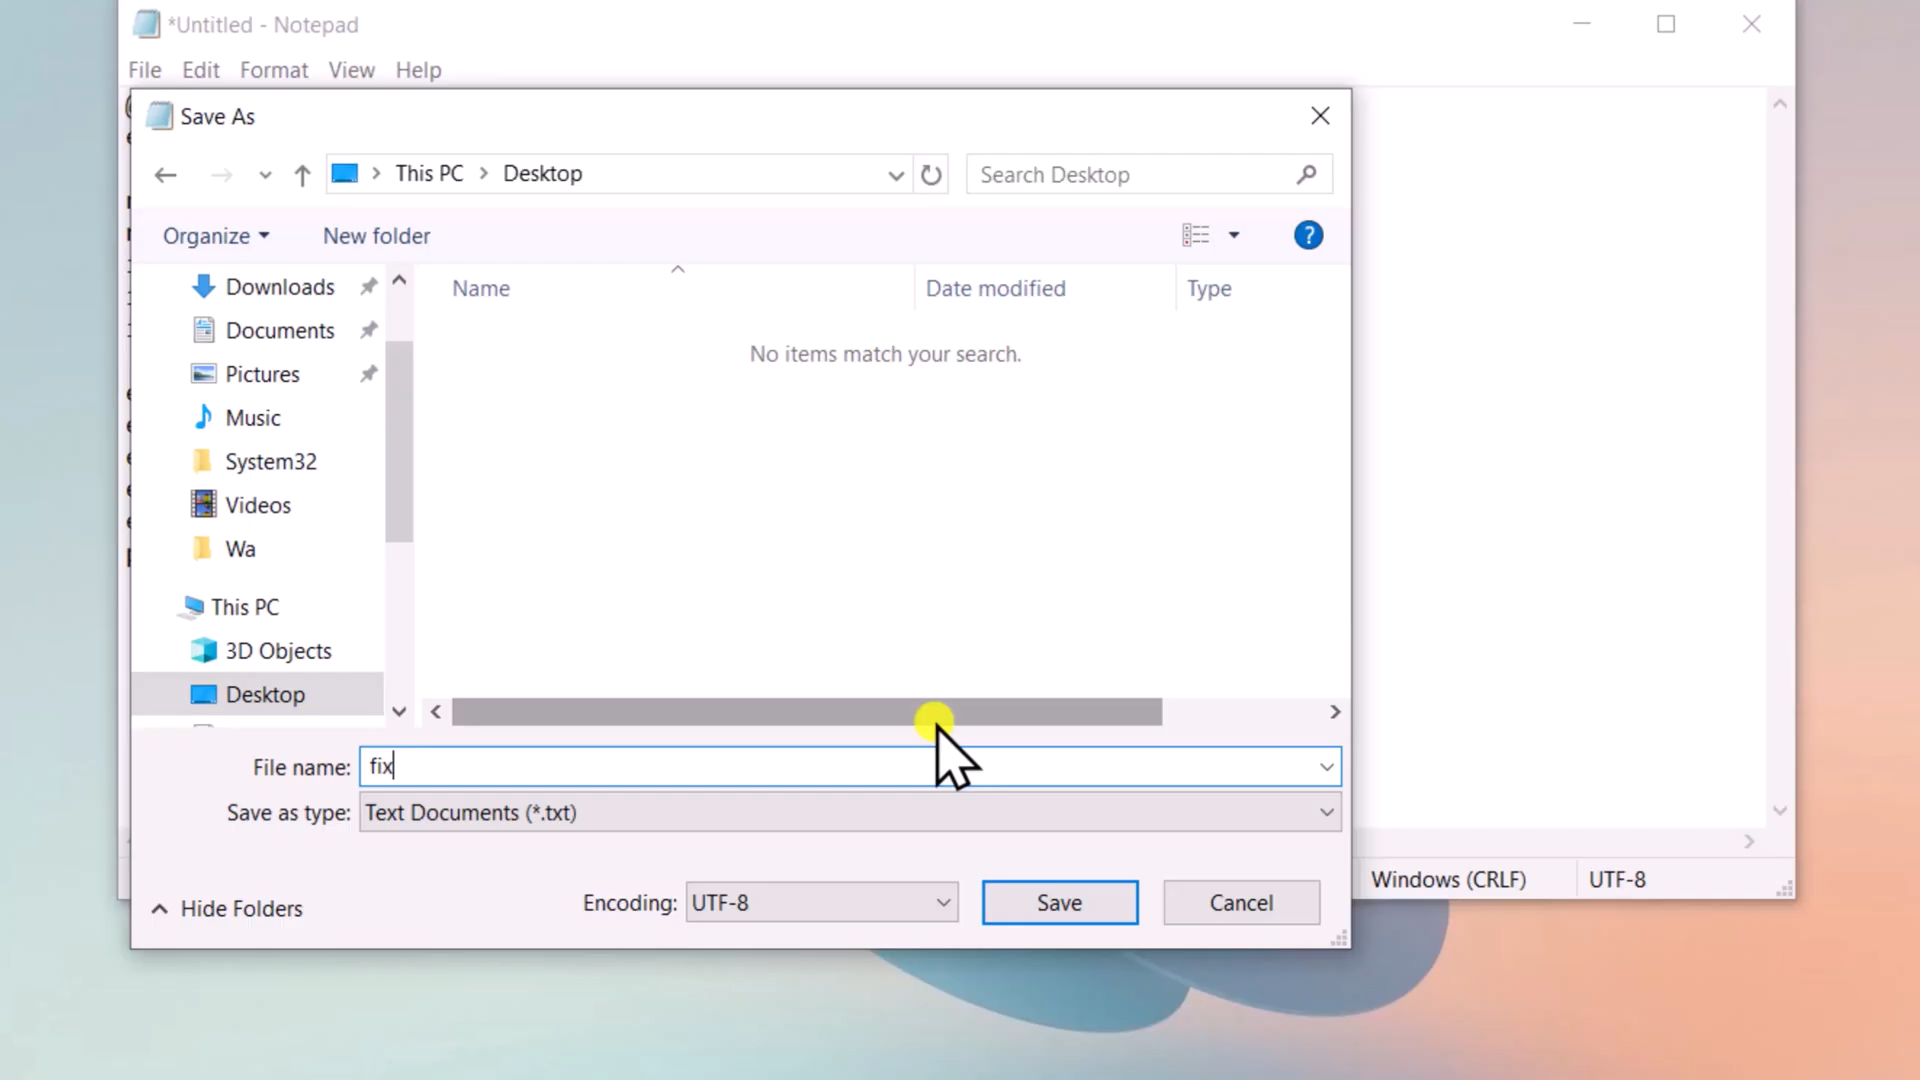 *Untitled - Notepad
File Edit Format View Help
Save As
This PC > Desktop
Search Desktop
Organize
New folder
Name
Date modified
Type
No items match your search.
Downloads
Documents
Pictures
Music
System32
Videos
Wa
This PC
3D Objects
Desktop
File name: fix
Save as type: Text Documents (*.txt)
Hide Folders
Encoding: UTF-8
Save
Cancel
Windows (CRLF)
UTF-8